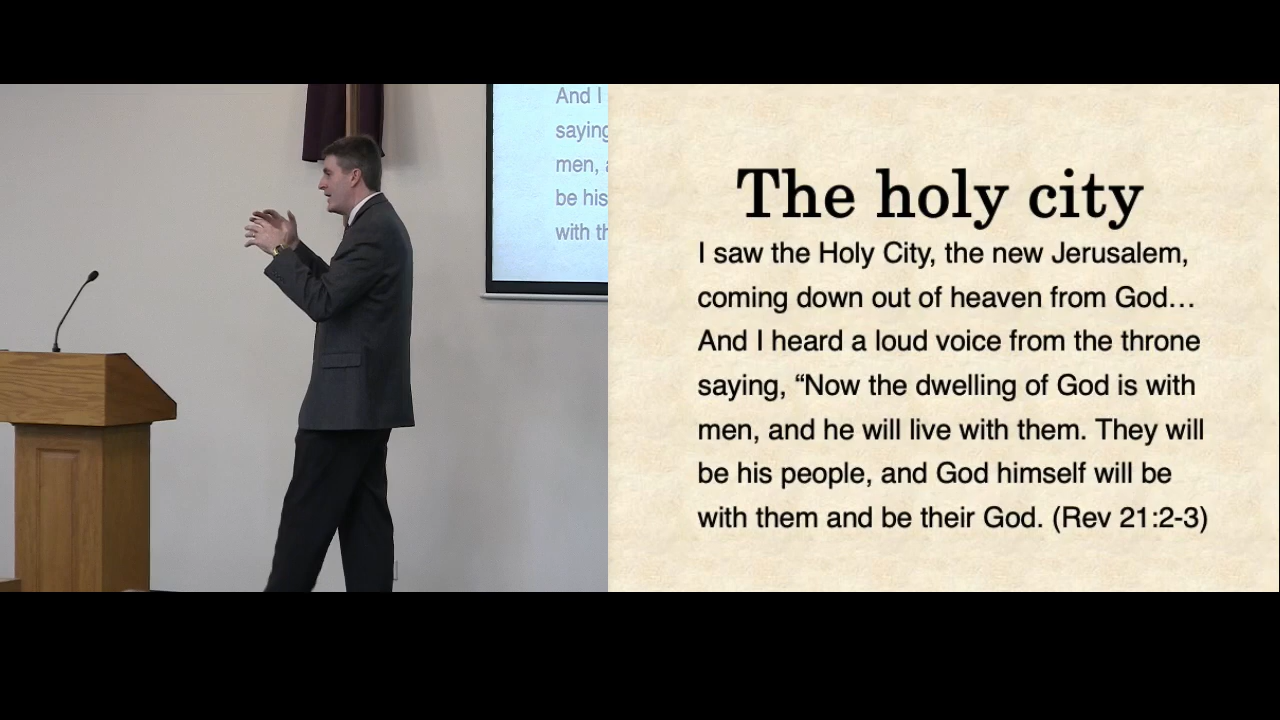 And I
saying
men,
be his
with
The holy city
I saw the Holy City, the new Jerusalem,
coming down out of heaven from God…
And I heard a loud voice from the throne
saying, “Now the dwelling of God is with
men, and he will live with them. They will
be his people, and God himself will be
with them and be their God. (Rev 21:2-3)